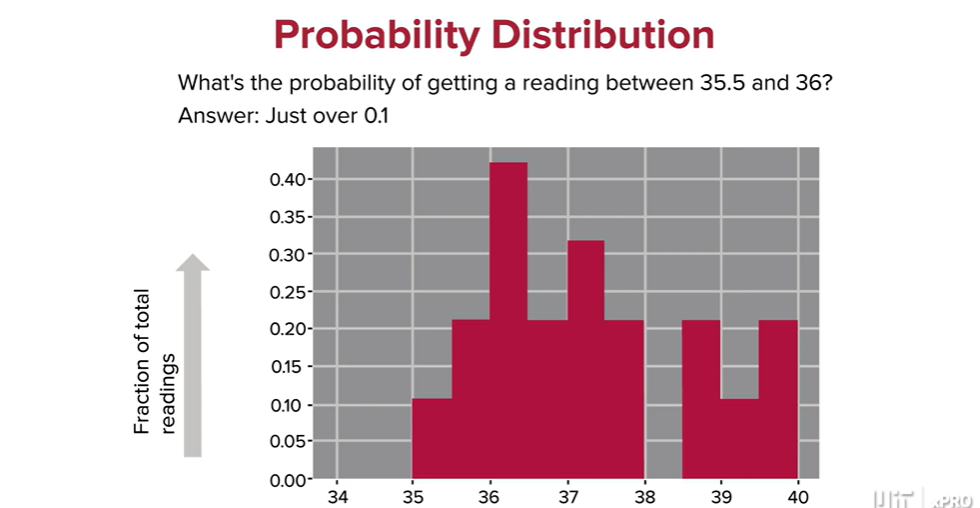 Probability Distribution
What's the probability of getting a reading between 35.5 and 36?
Answer: Just over 0.1
0.40
0.35
0.30
0.25
0.20
0.15
0.10
0.05
0.00
Fraction of total
readings
34 35 36 37 38 39 40
MIT xPRO